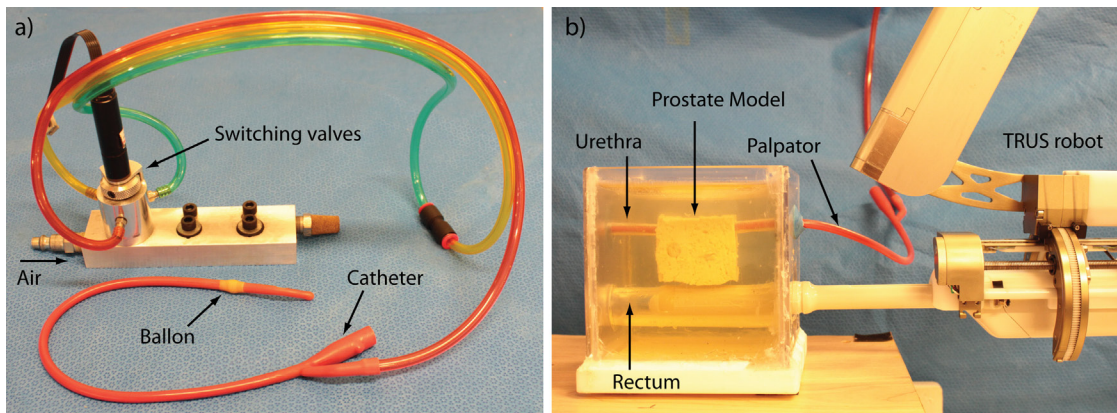 a)
Switching valves
Air
Ballon
Catheter
b)
Prostate Model
Urethra
Palpator
TRUS robot
Rectum